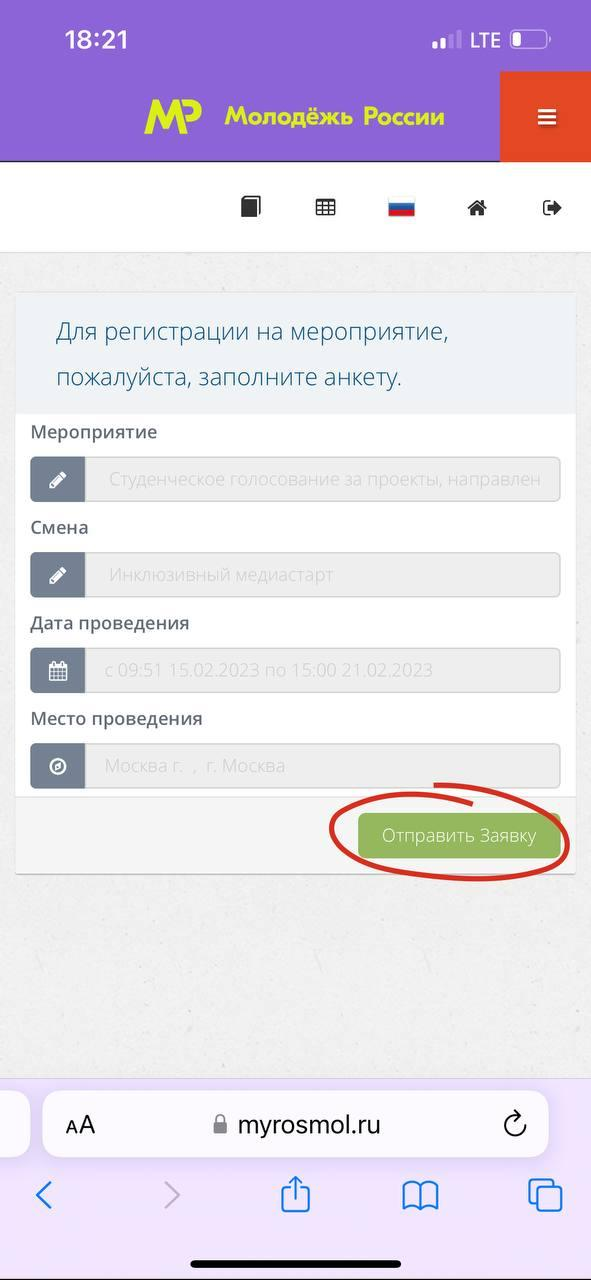 18:21
LTE
МР Молодёжь России
Для регистрации на мероприятие,
пожалуйста, заполните анкету.
Мероприятие
Студенческое голосование за проекты, направлен
Смена
Инклюзивный медиастарт
Дата проведения
с 09:51 15.02.2023 по 15:00 21.02.2023
Место проведения
Москва г. , г. Москва
Отправить Заявку
AA myrosmol.ru